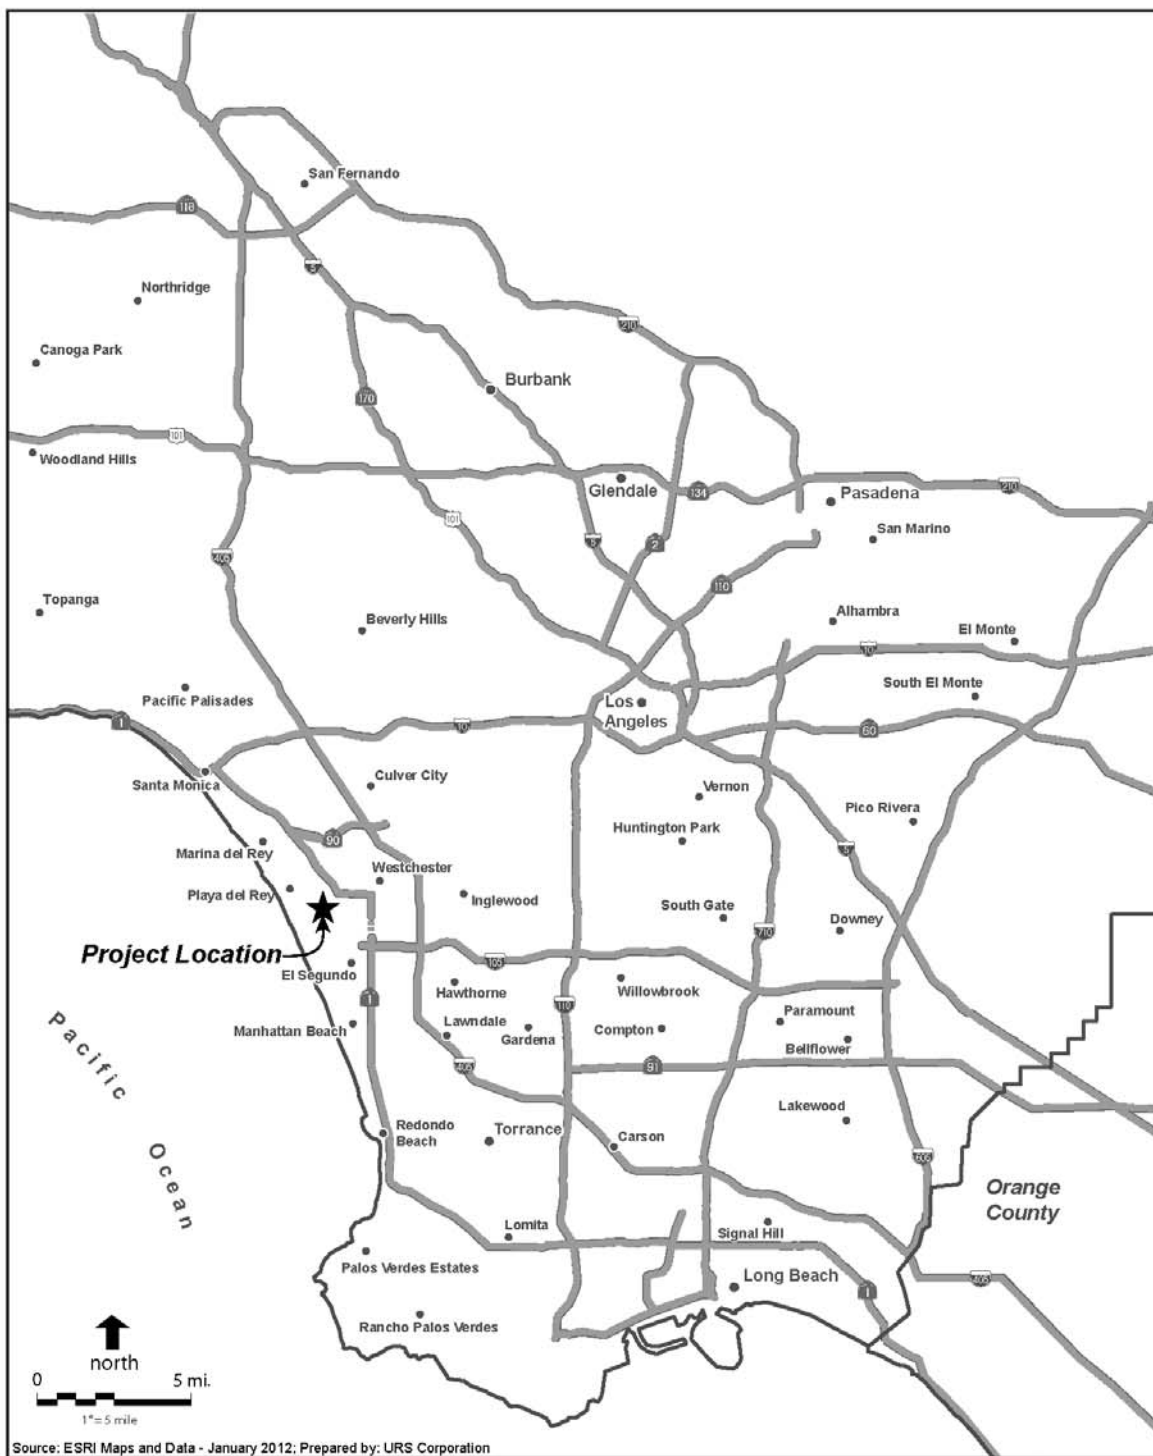 San Fernando
118
5
Northridge
210
Canoga Park
Burbank
170
101
Woodland Hills
Glendale
134
Pasadena
210
101
San Marino
405
5
2
110
Topanga
Beverly Hills
Alhambra
El Monte
10
Pacific Palisades
South El Monte
Los
Angeles
1
10
60
Santa Monica
Culver City
Vernon
Pico Rivera
Huntington Park
90
5
Marina del Rey
Westchester
Playa del Rey
Inglewood
South Gate
Downey
710
Project Location
El Segundo
105
Hawthorne
Willowbrook
1
110
Manhattan Beach
Lawndale
Gardena
Compton
Paramount
Bellflower
Pacific
Ocean
405
91
Lakewood
Redondo
Beach
Torrance
Carson
605
Orange
County
Lomita
Signal Hill
Palos Verdes Estates
Long Beach
405
1
Rancho Palos Verdes
north
0 5 mi.
1"= 5 mile
Source: ESRI Maps and Data - January 2012; Prepared by: URS Corporation